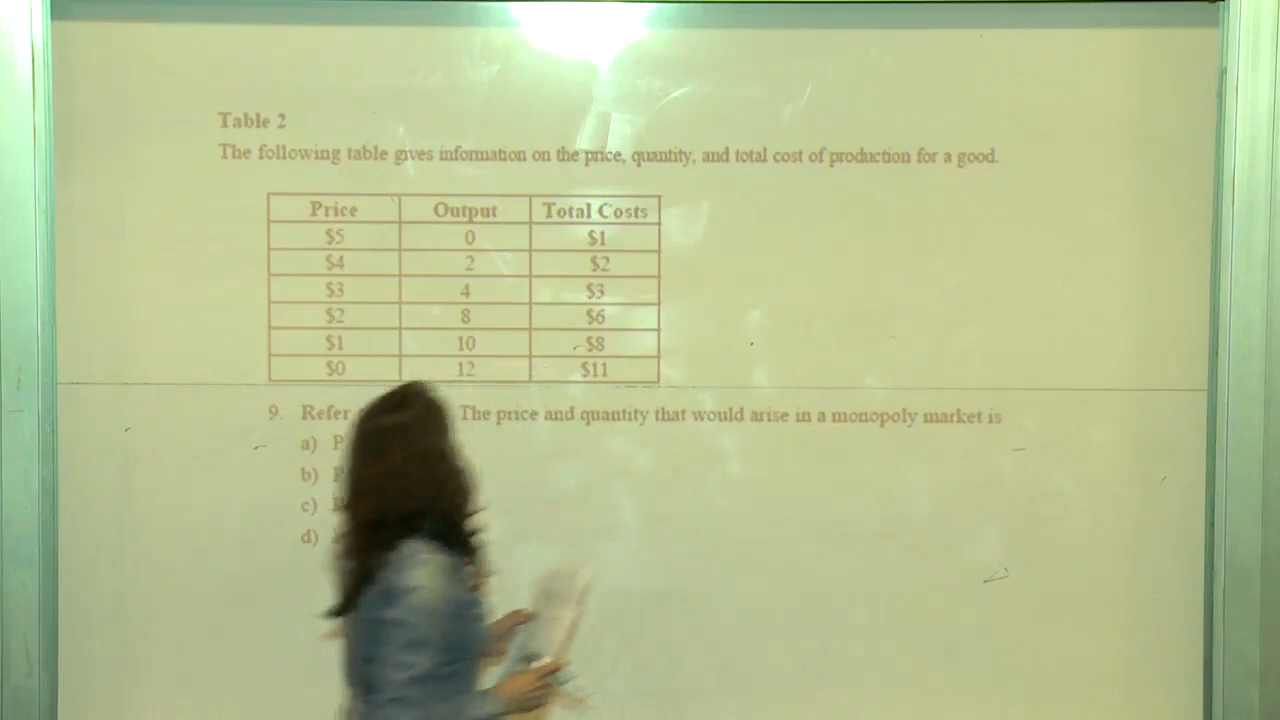 Table 2
The following table gives information on the price, quantity, and total cost of production for a good.
Price Output Total Costs
$5 0 $1
$4 2 $2
$3 4 $3
$2 8 $6
$1 10 $8
$0 12 $11
9. Refer The price and quantity that would arise in a monopoly market is
a) P
b)
c)
d)